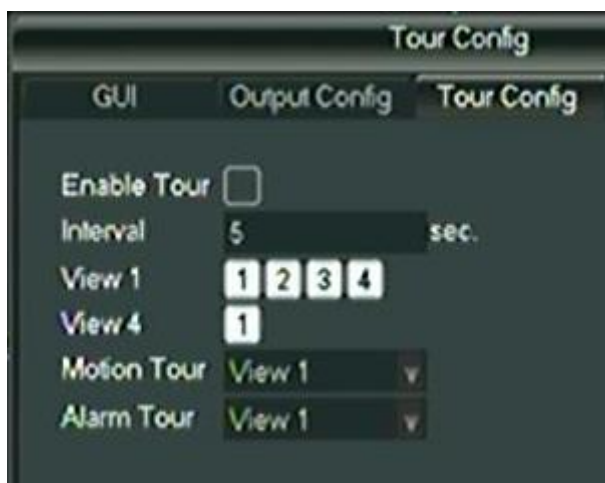 Tour Config
GUI Output Config Tour Config
Enable Tour
Interval 5 sec.
View 1 1 2 3 4
View 4 1
Motion Tour View 1
Alarm Tour View 1